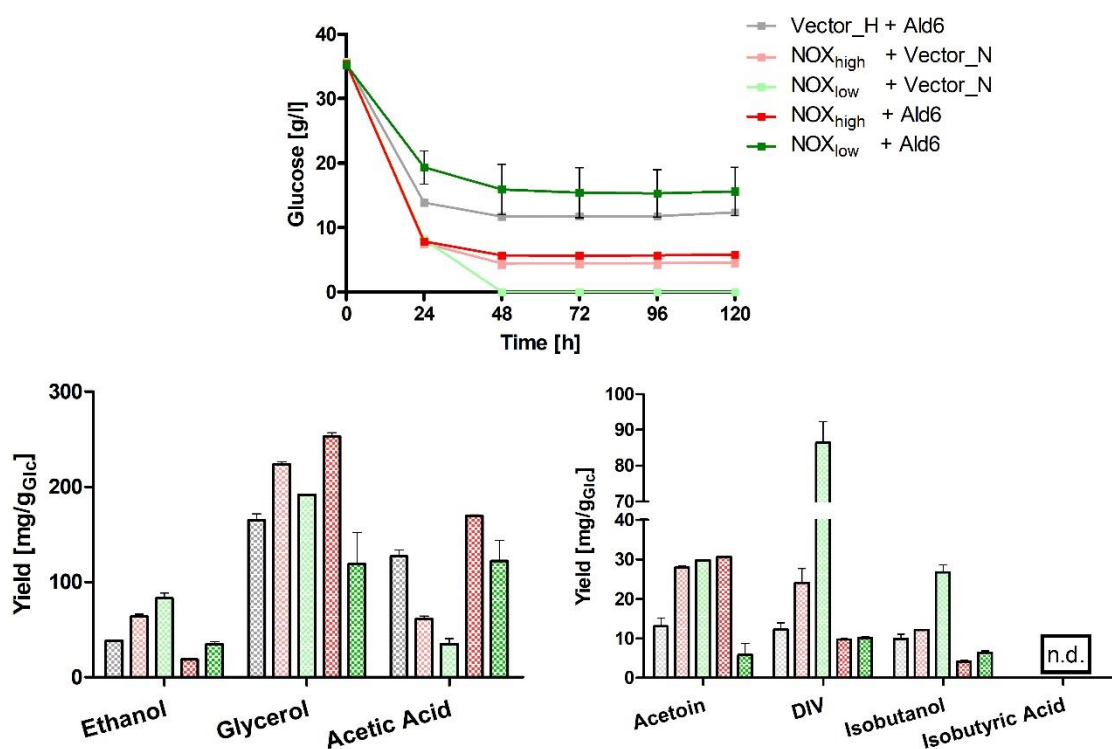 Vector_H + Ald6
NOXhigh + Vector_N
NOXlow + Vector_N
NOXhigh + Ald6
NOXlow + Ald6
Glucose [g/l]
40
30
20
10
0
0 24 48 72 96 120
Time [h]
Yield [mg/gGlc]
300
200
100
0
Ethanol Glycerol Acetic Acid
Yield [mg/gGlc]
100
90
80
70
40
30
20
10
0
n.d.
Acetoin DIV Isobutanol Isobutyric Acid